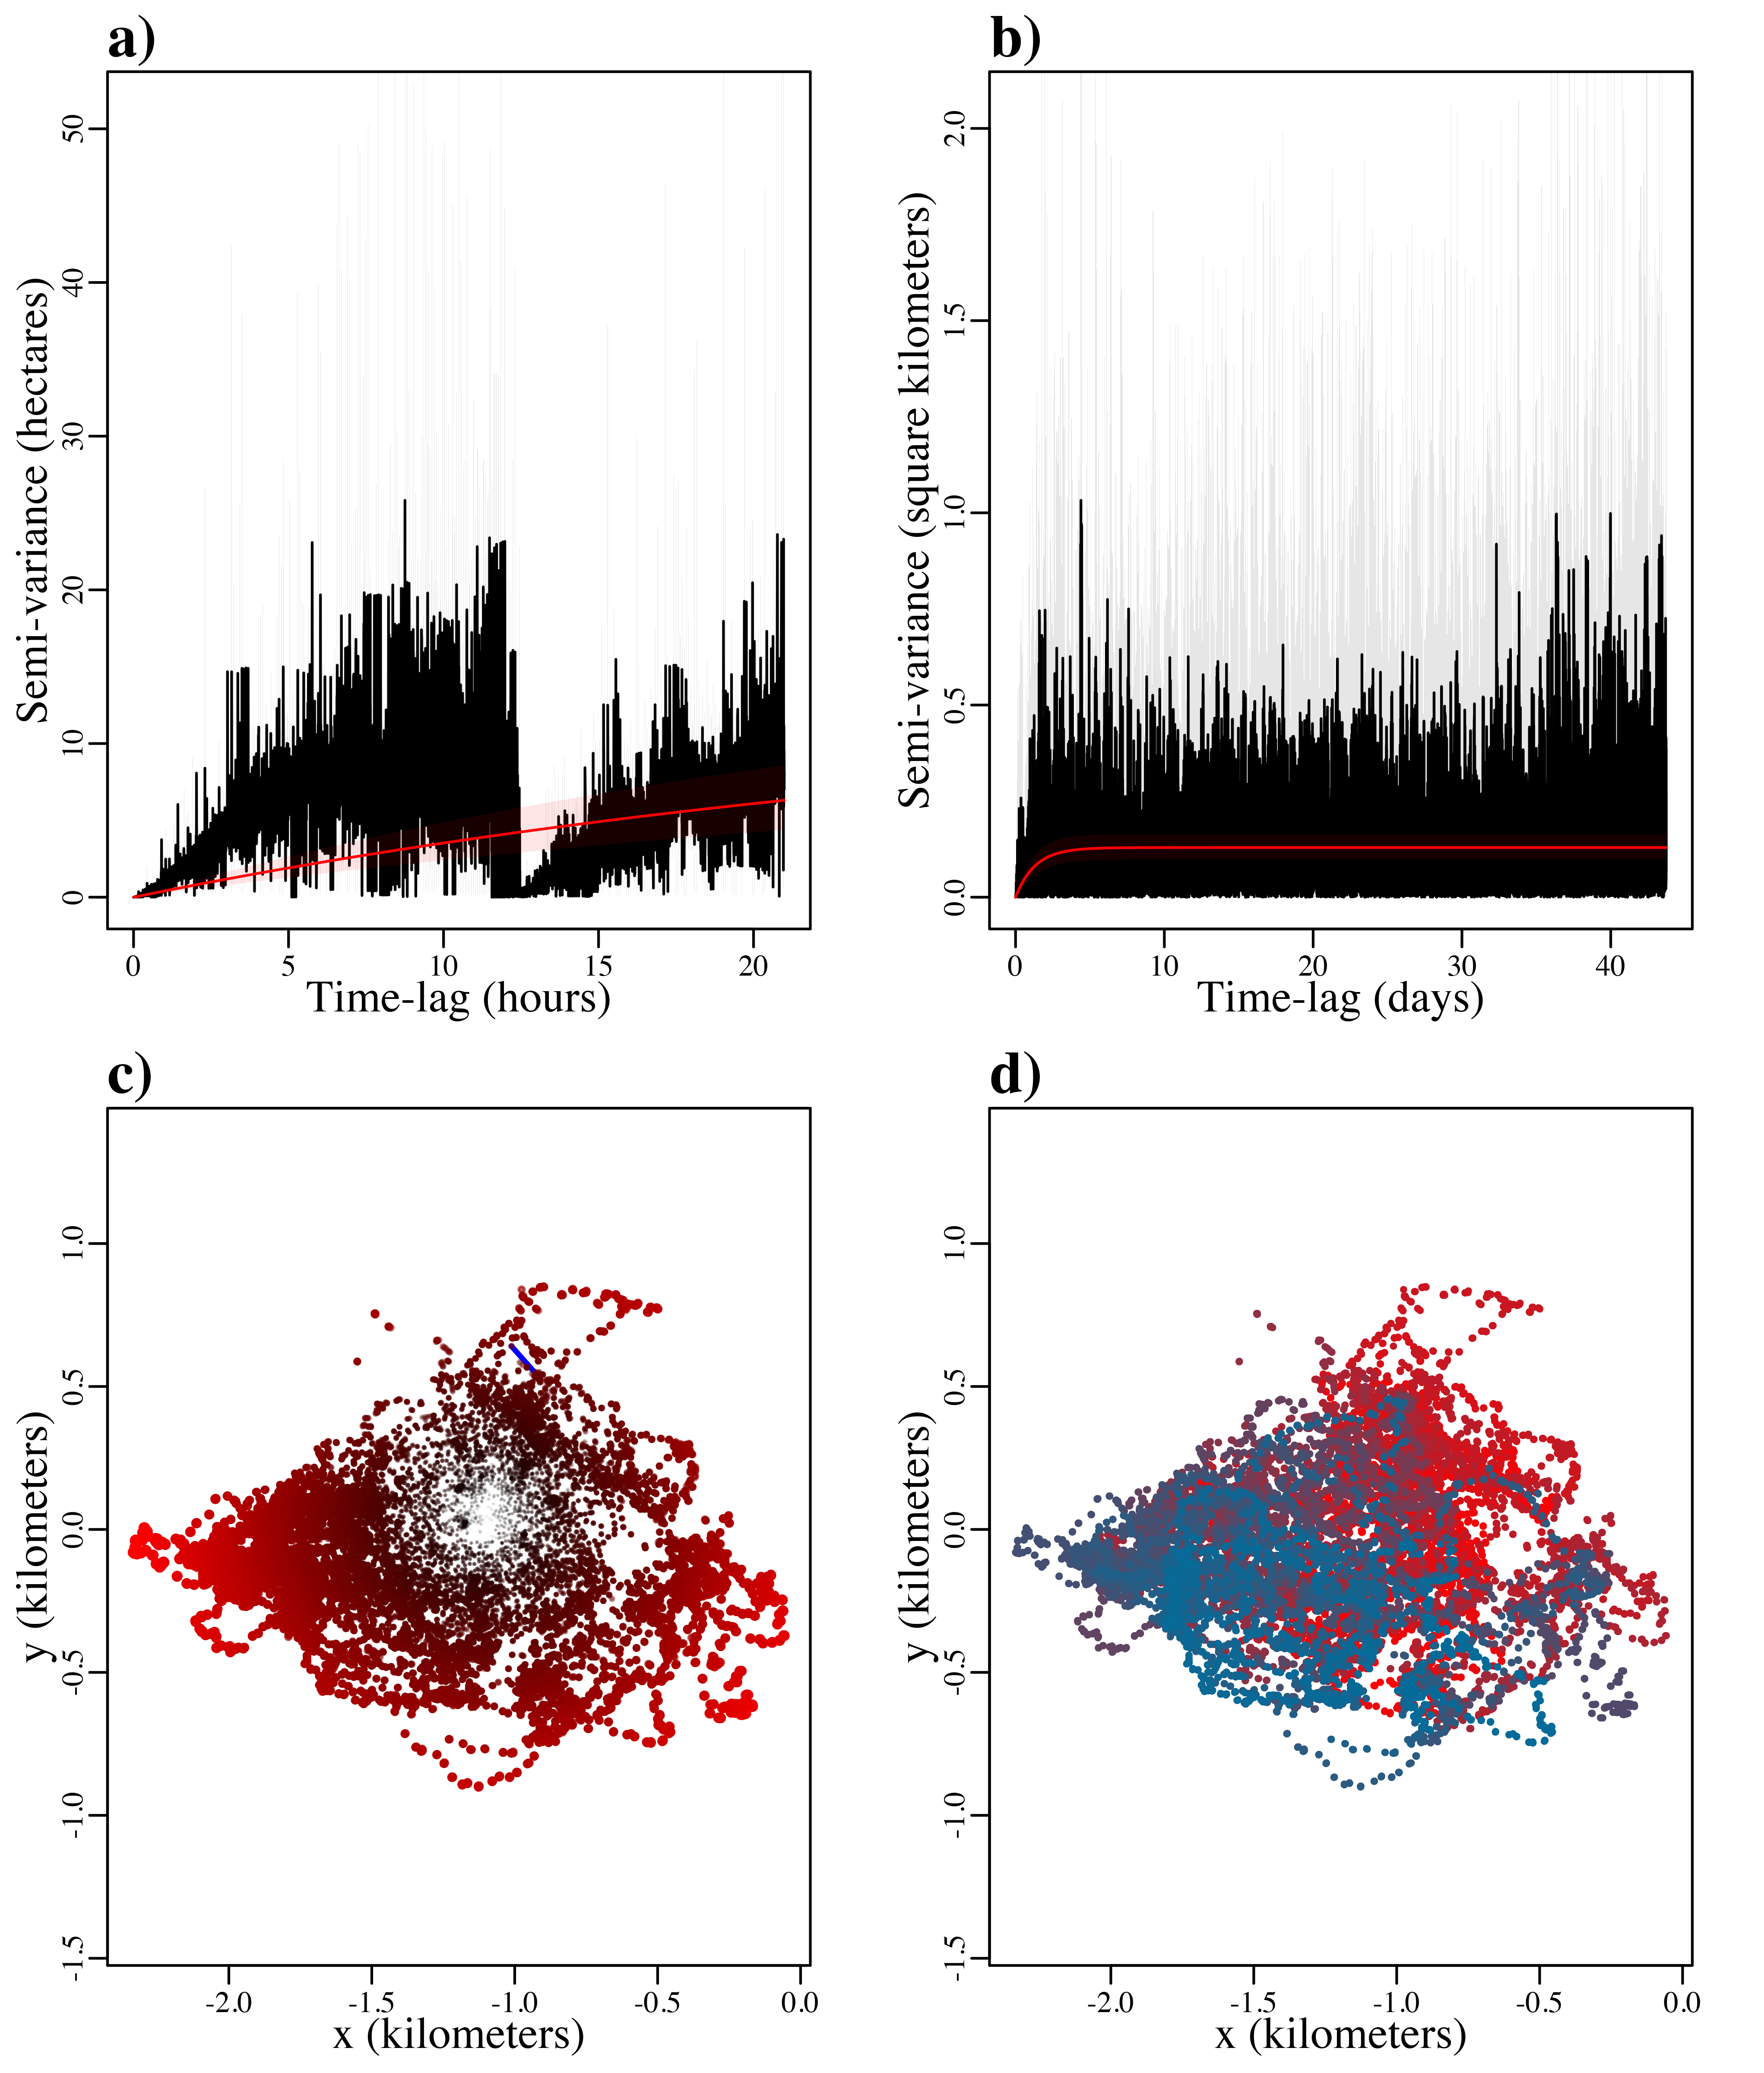 a)
Semi-variance (hectares)
50
40
30
20
10
0
0 5 10 15 20
Time-lag (hours)
b)
Semi-variance (square kilometers)
2.0
1.5
1.0
0.5
0.0
0 10 20 30 40
Time-lag (days)
c)
y (kilometers)
1.0
0.5
0.0
-0.5
-1.0
-1.5
-2.0 -1.5 -1.0 -0.5 0.0
x (kilometers)
d)
y (kilometers)
1.0
0.5
0.0
-0.5
-1.0
-1.5
-2.0 -1.5 -1.0 -0.5 0.0
x (kilometers)